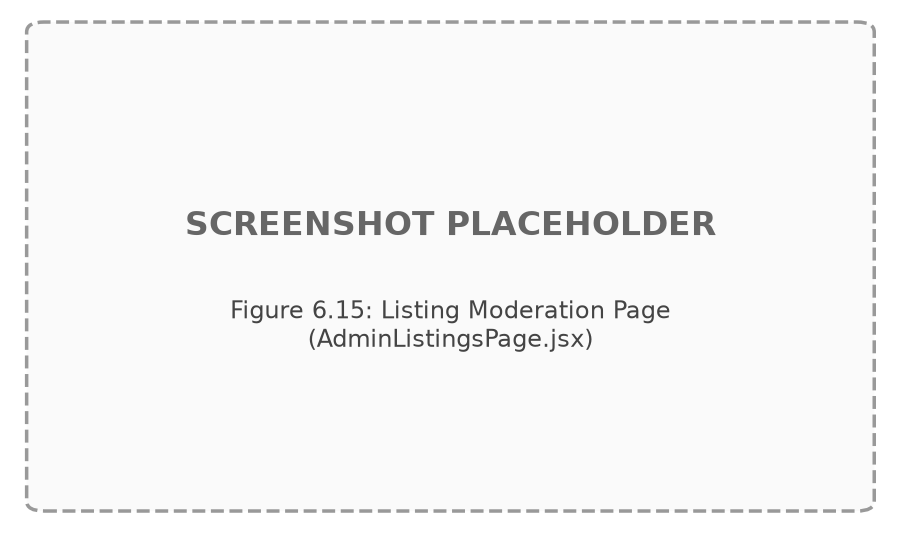 SCREENSHOT PLACEHOLDER
Figure 6.15: Listing Moderation Page
(AdminListingsPage.jsx)